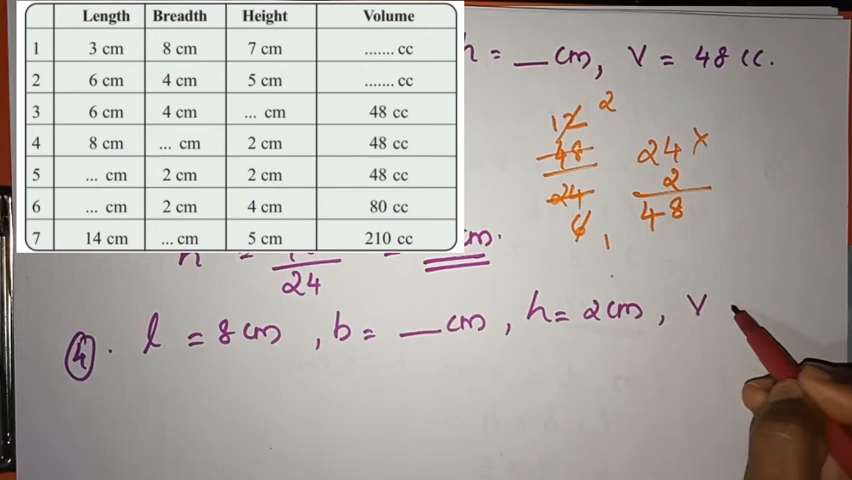 Length Breadth Height Volume
1 3 cm 8 cm 7 cm ....... cc
2 6 cm 4 cm 5 cm ....... cc
3 6 cm 4 cm ... cm 48 cc
4 8 cm ... cm 2 cm 48 cc
5 ... cm 2 cm 2 cm 48 cc
6 ... cm 2 cm 4 cm 80 cc
7 14 cm ... cm 5 cm 210 cc
h = __ cm, V = 48 cc.
12 2
48
24
6 1
24 x
2
48
h = 24 = cm.
4. l = 8 cm, b = __ cm, h = 2 cm, V